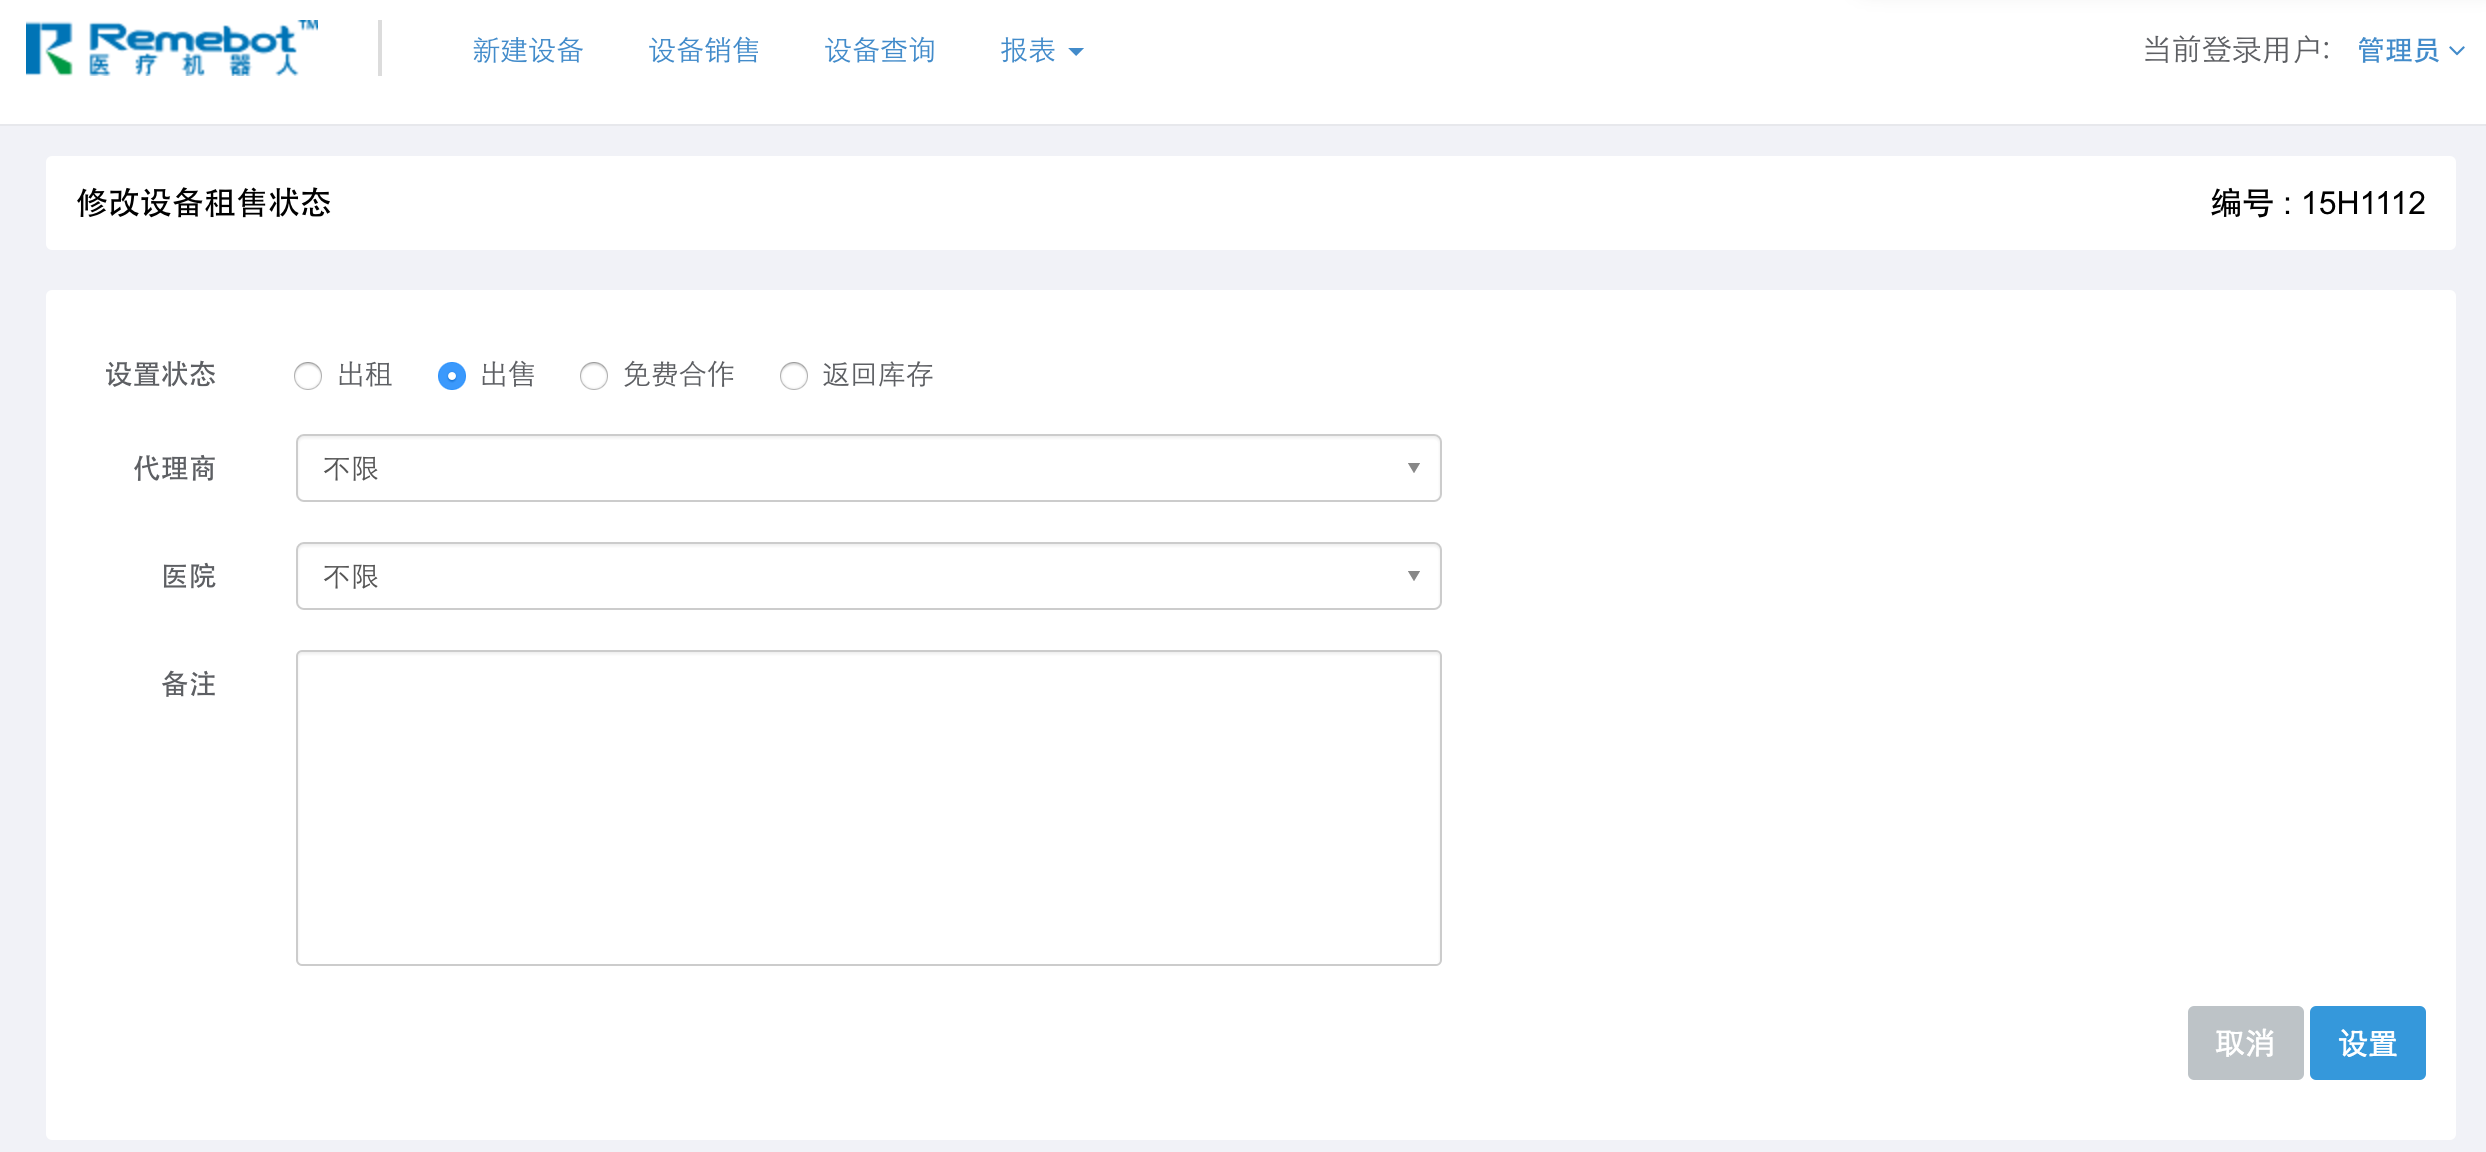 Remebot™
医疗机器人
新建设备 设备销售 设备查询 报表
当前登录用户: 管理员
修改设备租售状态
编号 : 15H1112
设置状态 出租 出售 免费合作 返回库存
代理商 不限
医院 不限
备注
取消 设置